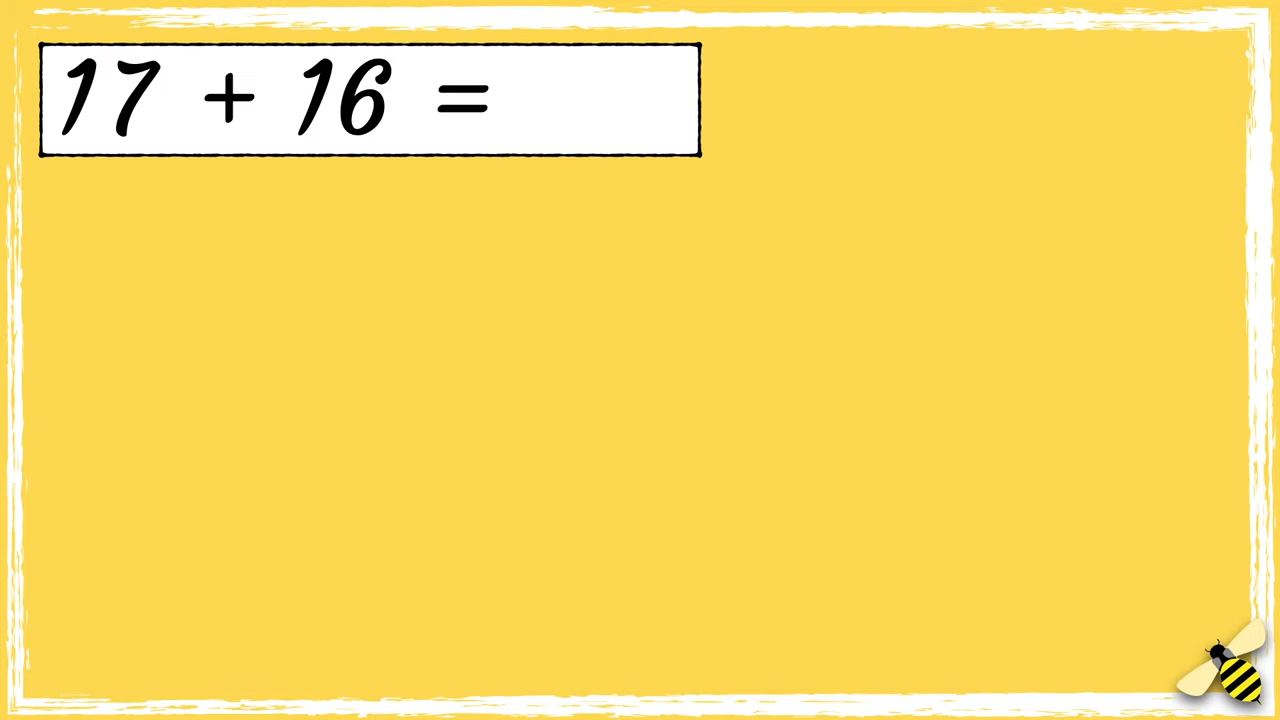 17 + 16 =